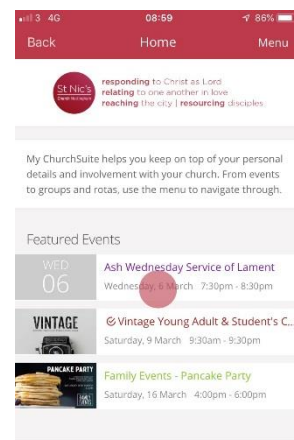 3 4G 08:59 86%
Back Home Menu
St Nic's
responding to Christ as Lord
relating to one another in love
reaching the city | resourcing disciples
My ChurchSuite helps you keep on top of your personal
details and involvement with your church. From events
to groups and rotas, use the menu to navigate through.
Featured Events
WED
06
Ash Wednesday Service of Lament
Wednesday, 6 March 7:30pm - 8:30pm
VINTAGE
Vintage Young Adult & Student's C...
Saturday, 9 March 9:30am - 9:30pm
PANCAKE PARTY
Family Events - Pancake Party
Saturday, 16 March 4:00pm - 6:00pm